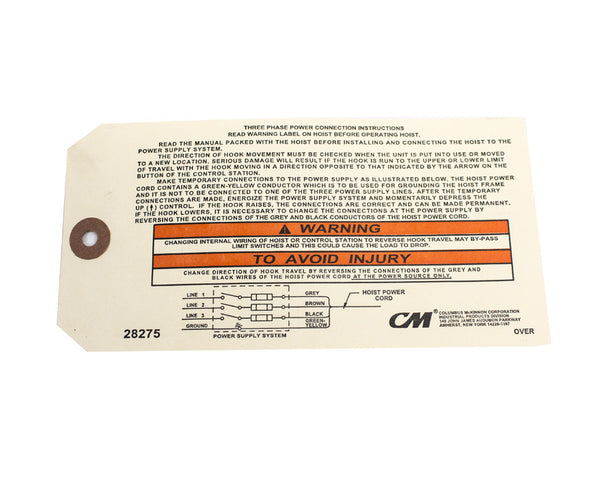 THREE PHASE POWER CONNECTION INSTRUCTIONS
READ WARNING LABEL ON HOIST BEFORE OPERATING HOIST.
READ THE MANUAL PACKED WITH THE HOIST BEFORE INSTALLING AND CONNECTING THE HOIST TO THE
POWER SUPPLY SYSTEM.
THE DIRECTION OF HOOK MOVEMENT MUST BE CHECKED WHEN THE UNIT IS PUT INTO USE OR MOVED
TO A NEW LOCATION. SERIOUS DAMAGE WILL RESULT IF THE HOOK IS RUN TO THE UPPER OR LOWER LIMIT
OF TRAVEL WITH THE HOOK MOVING IN A DIRECTION OPPOSITE TO THAT INDICATED BY THE ARROW ON THE
BUTTON OF THE CONTROL STATION.
MAKE TEMPORARY CONNECTIONS TO THE POWER SUPPLY AS ILLUSTRATED BELOW. THE HOIST POWER
CORD CONTAINS A GREEN-YELLOW CONDUCTOR WHICH IS TO BE USED FOR GROUNDING THE HOIST FRAME
AND IT IS NOT TO BE CONNECTED TO ONE OF THE THREE POWER SUPPLY LINES. AFTER THE TEMPORARY
CONNECTIONS ARE MADE, ENERGIZE THE POWER SUPPLY SYSTEM AND MOMENTARILY DEPRESS THE
UP (↑) CONTROL. IF HOOK RAISES, THE CONNECTIONS ARE CORRECT AND CAN BE MADE PERMANENT.
IF THE HOOK LOWERS, IT IS NECESSARY TO CHANGE THE CONNECTIONS AT THE POWER SUPPLY BY
REVERSING THE CONNECTIONS OF THE GREY AND BLACK CONDUCTORS OF THE HOIST POWER CORD.
WARNING
CHANGING INTERNAL WIRING OF HOIST OR CONTROL STATION TO REVERSE HOOK TRAVEL MAY BY-PASS
LIMIT SWITCHES AND THIS COULD CAUSE THE LOAD TO DROP.
TO AVOID INJURY
CHANGE DIRECTION OF HOOK TRAVEL BY REVERSING THE CONNECTIONS OF THE GREY AND
BLACK WIRES OF THE HOIST POWER CORD AT THE POWER SOURCE ONLY.
LINE 1
GREY
HOIST POWER
CORD
LINE 2
BROWN
LINE 3
BLACK
GROUND
GREEN-
YELLOW
POWER SUPPLY SYSTEM
28275
CM
COLUMBUS McKINNON CORPORATION
INDUSTRIAL PRODUCTS DIVISION
140 JOHN JAMES AUDUBON PARKWAY
AMHERST, NEW YORK 14228-1197
OVER